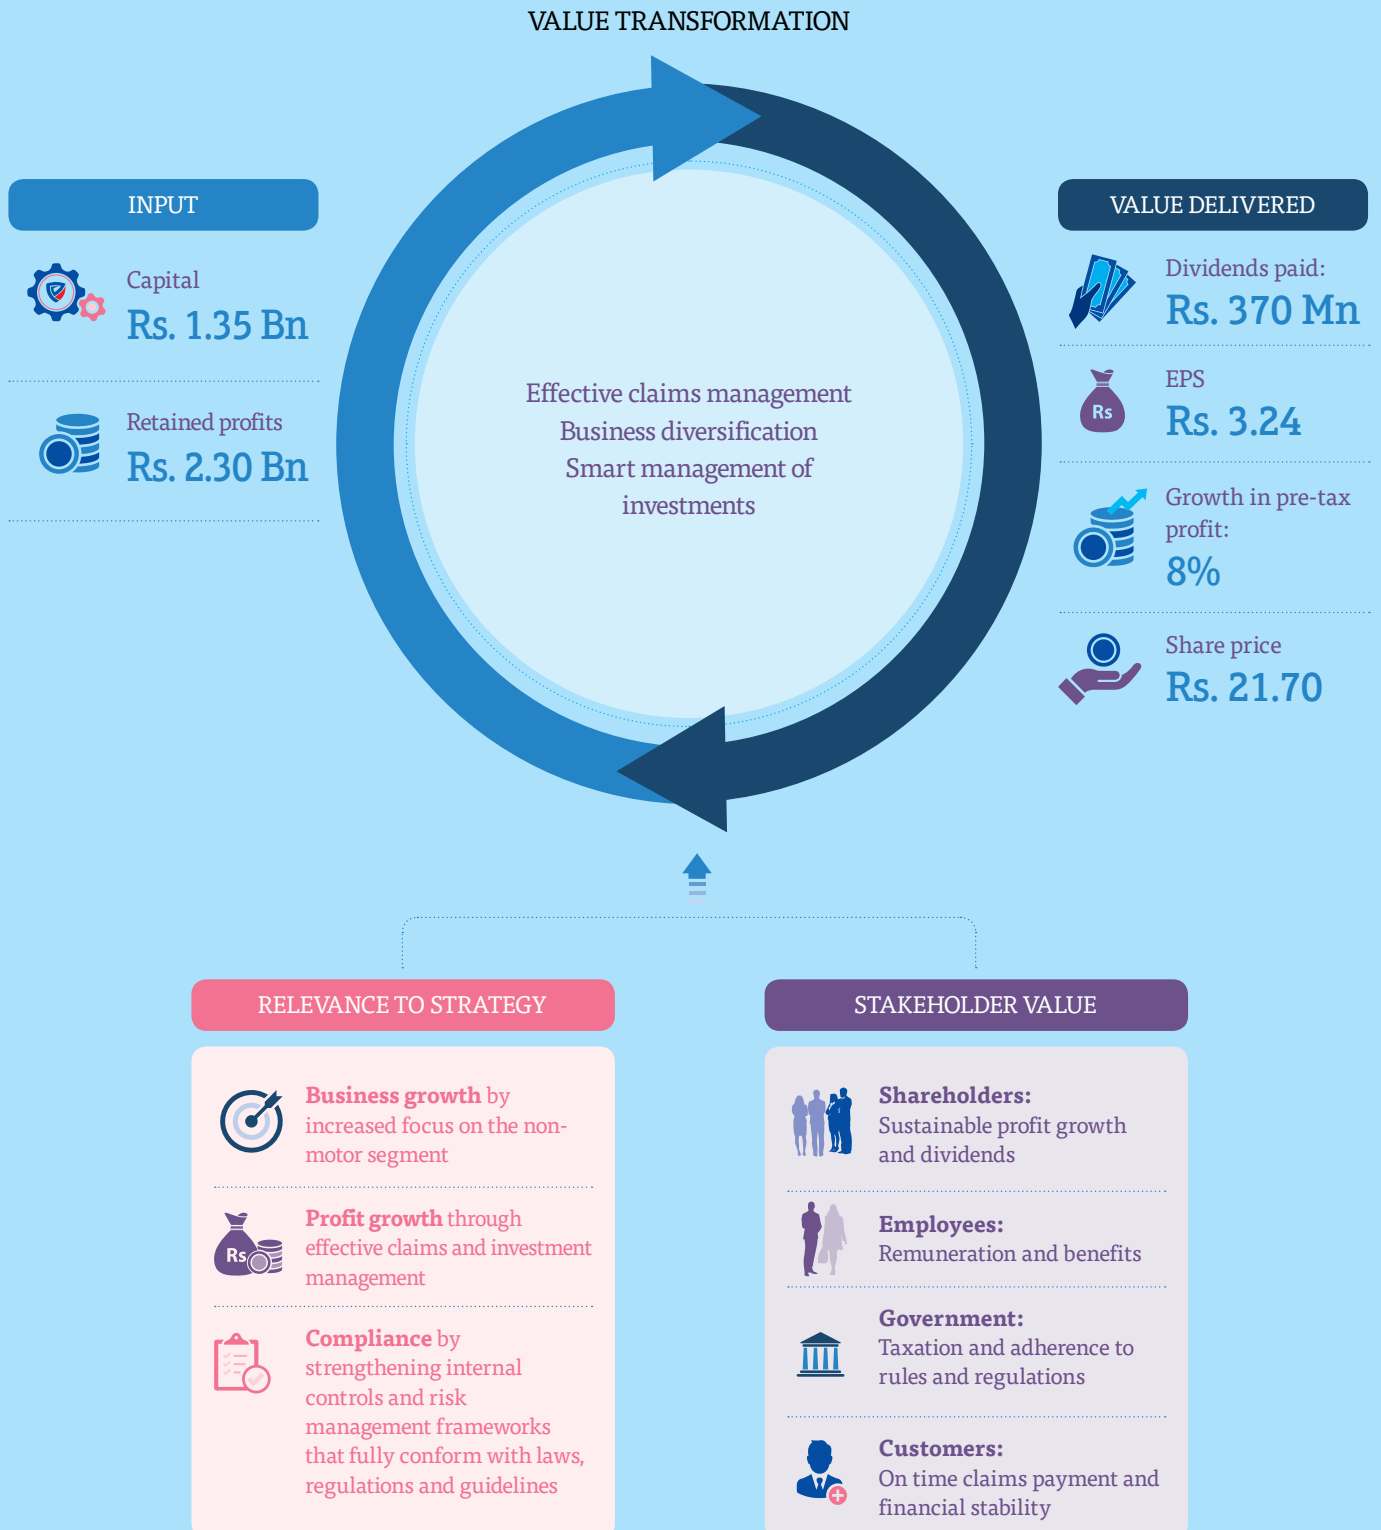 VALUE TRANSFORMATION
INPUT
Capital
Rs. 1.35 Bn
Retained profits
Rs. 2.30 Bn
Effective claims management
Business diversification
Smart management of
investments
VALUE DELIVERED
Dividends paid:
Rs. 370 Mn
Rs
EPS
Rs. 3.24
Growth in pre-tax
profit:
8%
Share price
Rs. 21.70
RELEVANCE TO STRATEGY
Business growth by
increased focus on the non-
motor segment
Rs
Profit growth through
effective claims and investment
management
Compliance by
strengthening internal
controls and risk
management frameworks
that fully conform with laws,
regulations and guidelines
STAKEHOLDER VALUE
Shareholders:
Sustainable profit growth
and dividends
Employees:
Remuneration and benefits
Government:
Taxation and adherence to
rules and regulations
Customers:
On time claims payment and
financial stability